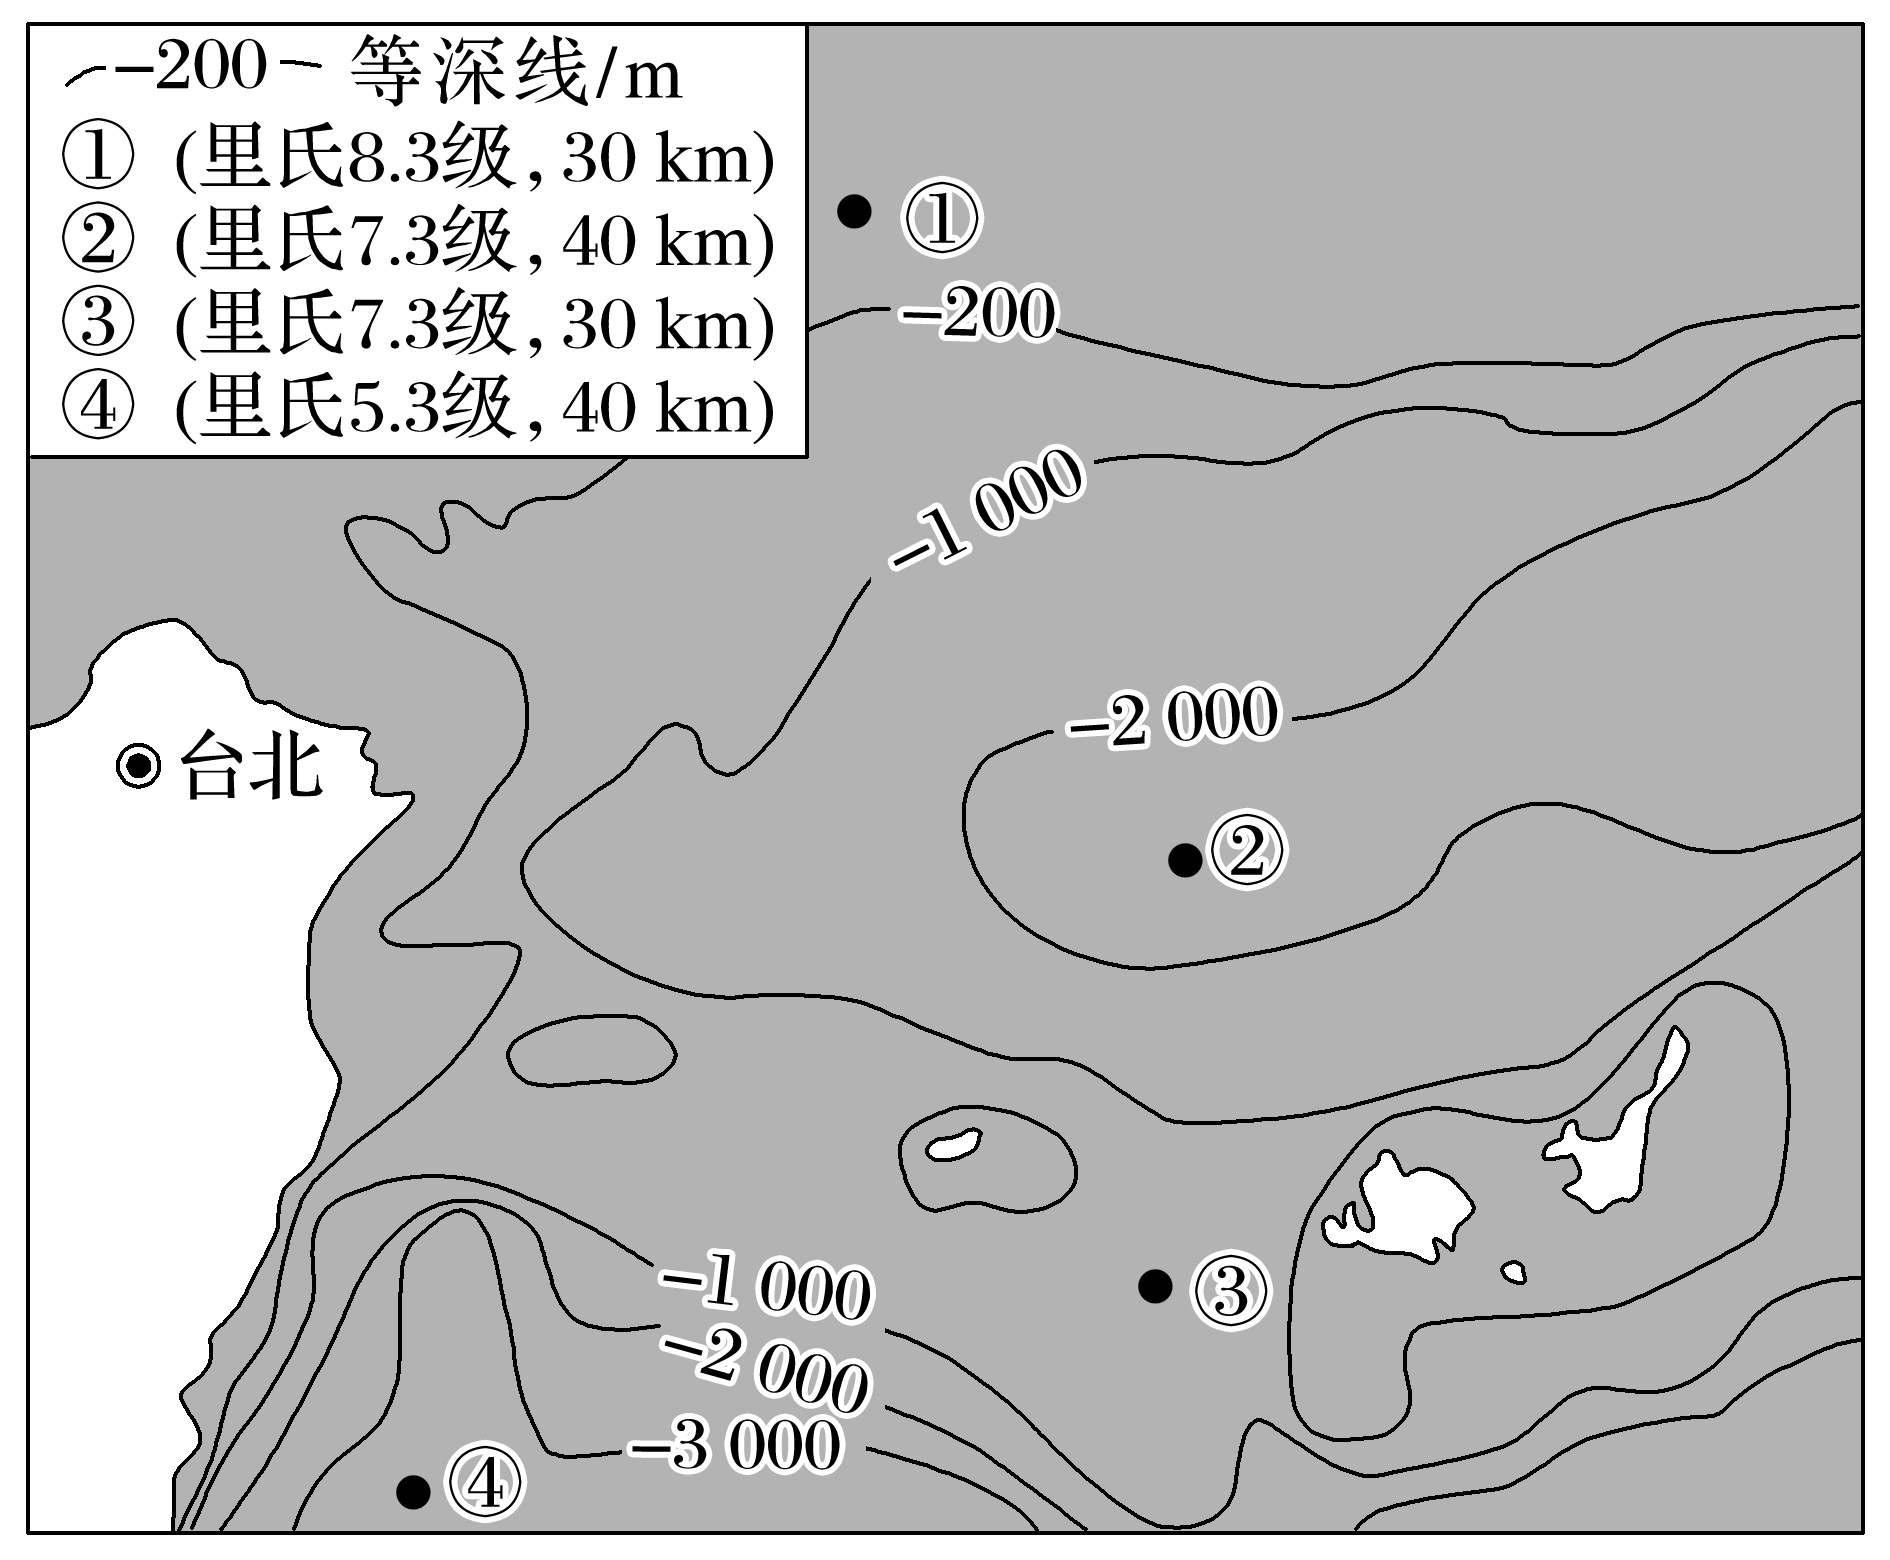 −200 等深线/m
① (里氏8.3级, 30 km)
② (里氏7.3级, 40 km)
③ (里氏7.3级, 30 km)
④ (里氏5.3级, 40 km)
①
−200
−1 000
−2 000
台北
②
−1 000
③
−2 000
−3 000
④